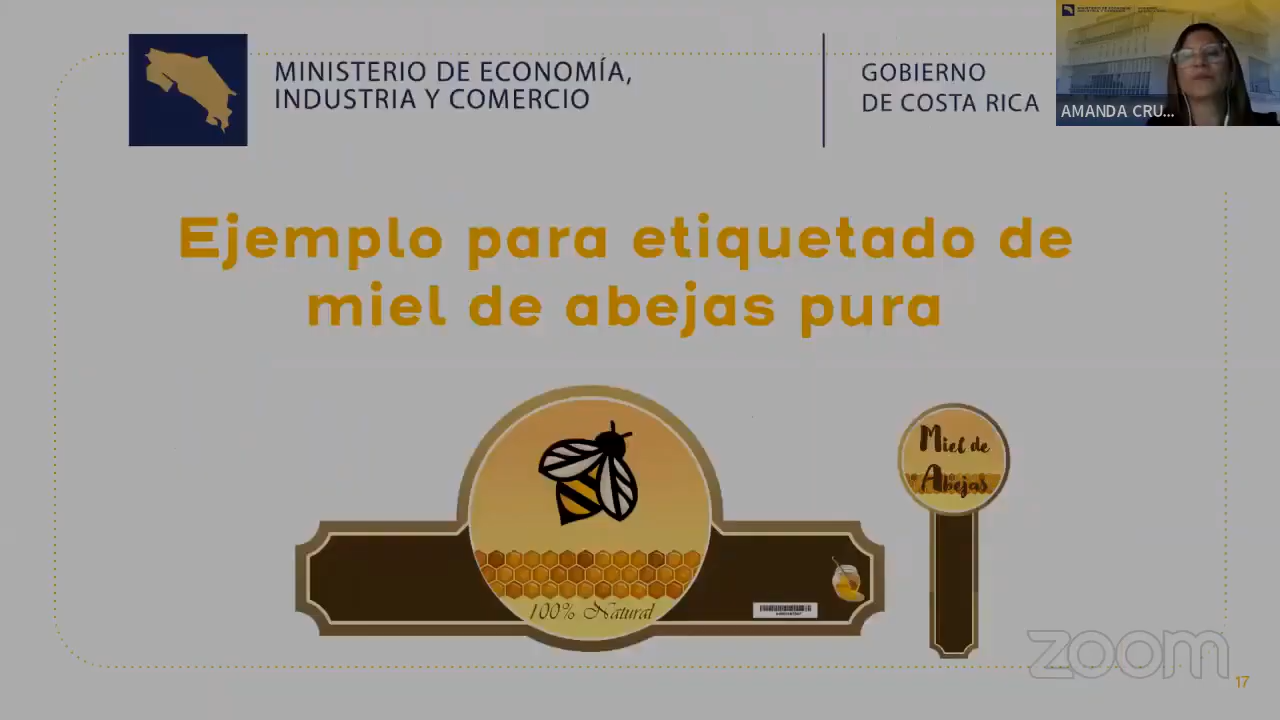 MINISTERIO DE ECONOMÍA,
INDUSTRIA Y COMERCIO
GOBIERNO
DE COSTA RICA
AMANDA CRU...
Ejemplo para etiquetado de
miel de abejas pura
Miel de
Abejas
100% Natural
zoom
17